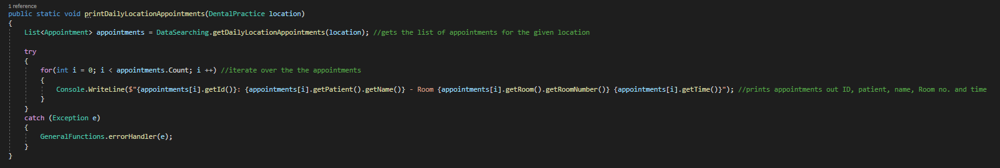 1 reference
public static void printDailyLocationAppointments(DentalPractice location)
{
List<Appointment> appointments = DataSearching.getDailyLocationAppointments(location); //gets the list of appointments for the given location
try
{
for(int i = 0; i < appointments.Count; i ++) //iterate over the the appointments
{
Console.WriteLine($"{appointments[i].getId()}: {appointments[i].getPatient().getName()} - Room {appointments[i].getRoom().getRoomNumber()} {appointments[i].getTime()}"); //prints appointments out ID, patient, name, Room no. and time
}
}
catch (Exception e)
{
GeneralFunctions.errorHandler(e);
}
}